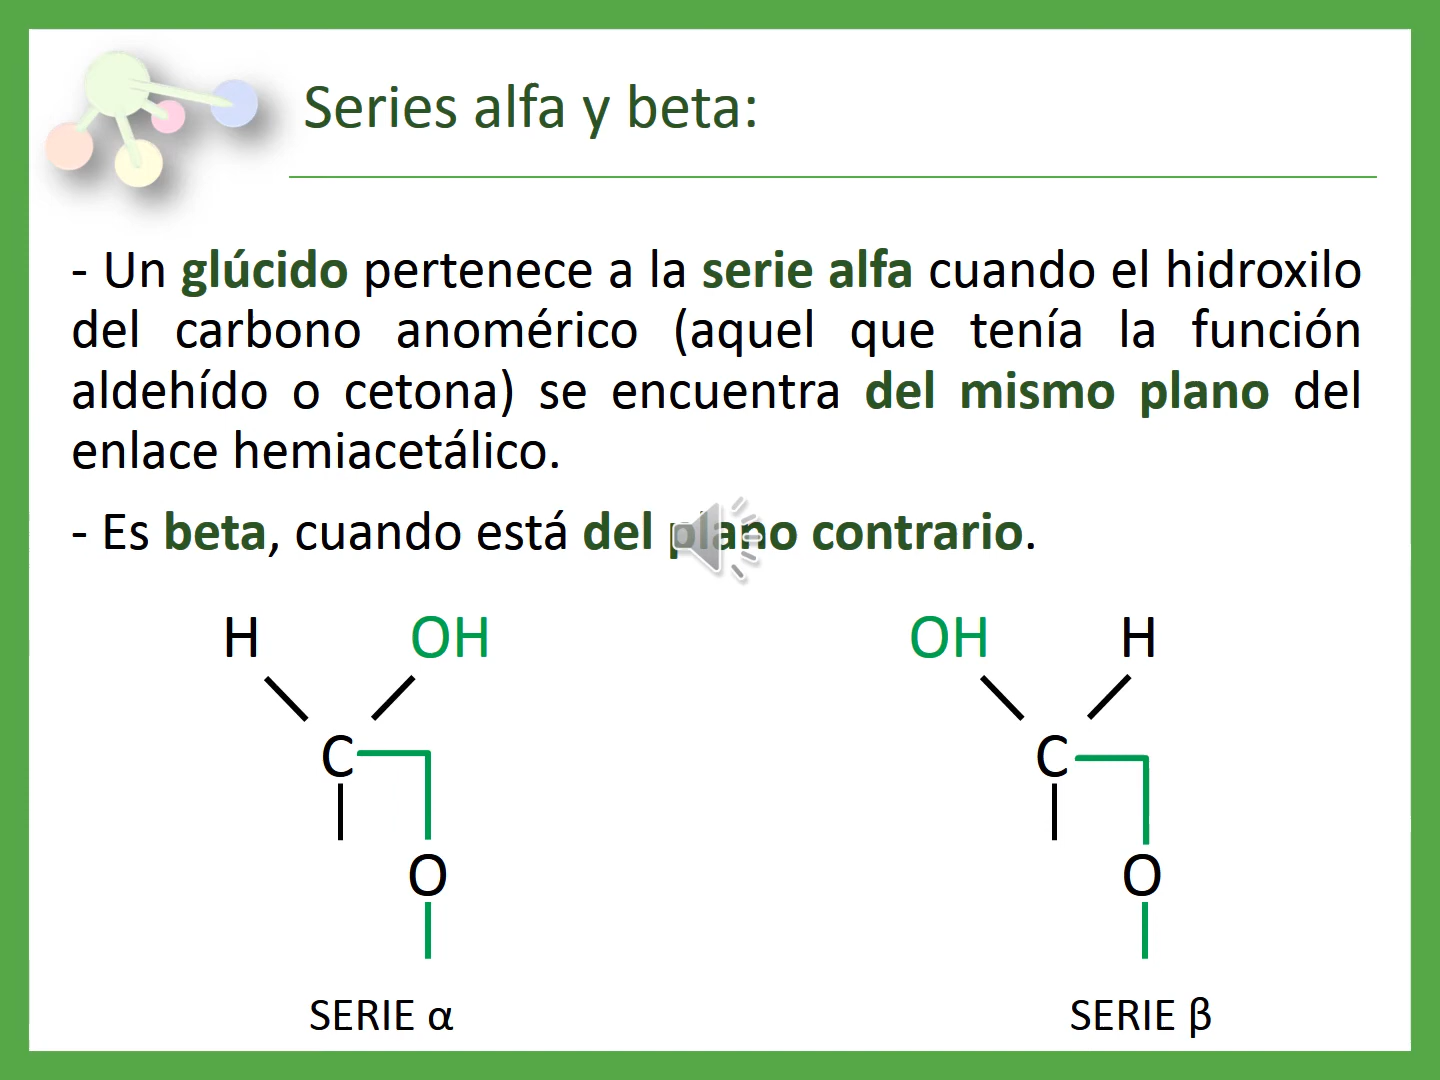 Series alfa y beta:
- Un glúcido pertenece a la serie alfa cuando el hidroxilo
del carbono anomérico (aquel que tenía la función
aldehído o cetona) se encuentra del mismo plano del
enlace hemiacetálico.
- Es beta, cuando está del plano contrario.
H OH OH H
C C
O O
SERIE α SERIE β